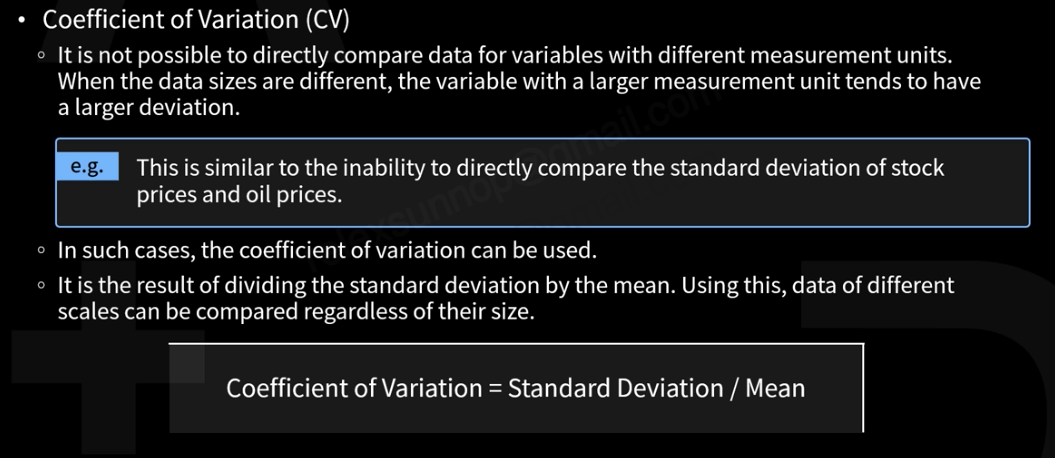 • Coefficient of Variation (CV)
◦ It is not possible to directly compare data for variables with different measurement units.
When the data sizes are different, the variable with a larger measurement unit tends to have
a larger deviation.
e.g. This is similar to the inability to directly compare the standard deviation of stock
prices and oil prices.
◦ In such cases, the coefficient of variation can be used.
◦ It is the result of dividing the standard deviation by the mean. Using this, data of different
scales can be compared regardless of their size.
Coefficient of Variation = Standard Deviation / Mean